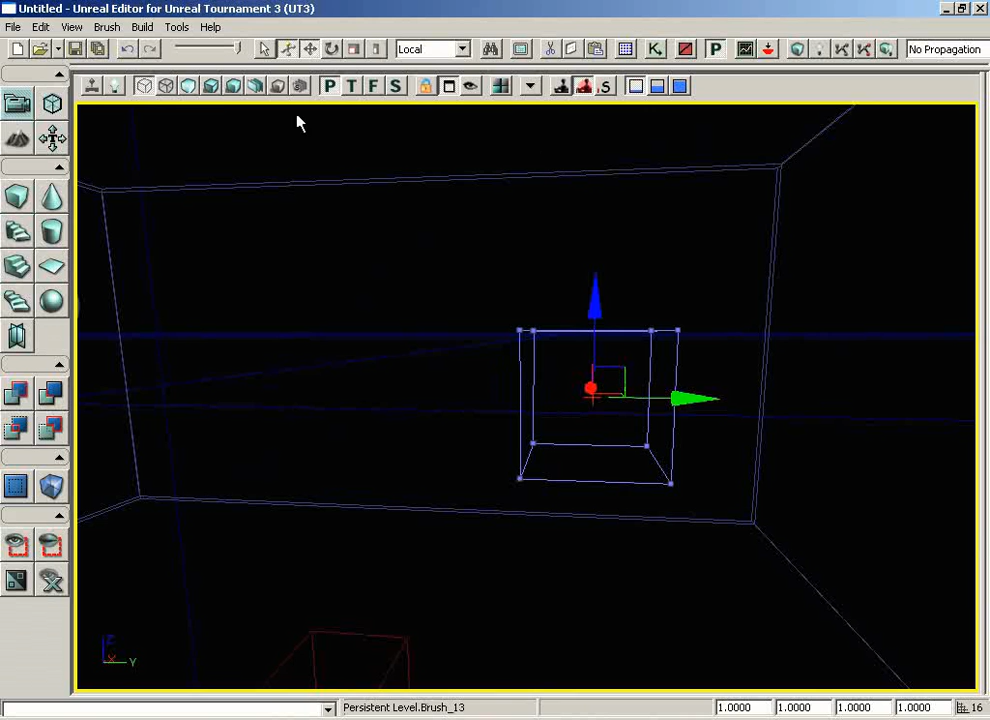 Untitled - Unreal Editor for Unreal Tournament 3 (UT3)
File Edit View Brush Build Tools Help
Local
K
P
No Propagation
P T F S
S
Y
Persistent Level.Brush_13
1.0000 1.0000 1.0000 1.0000 16